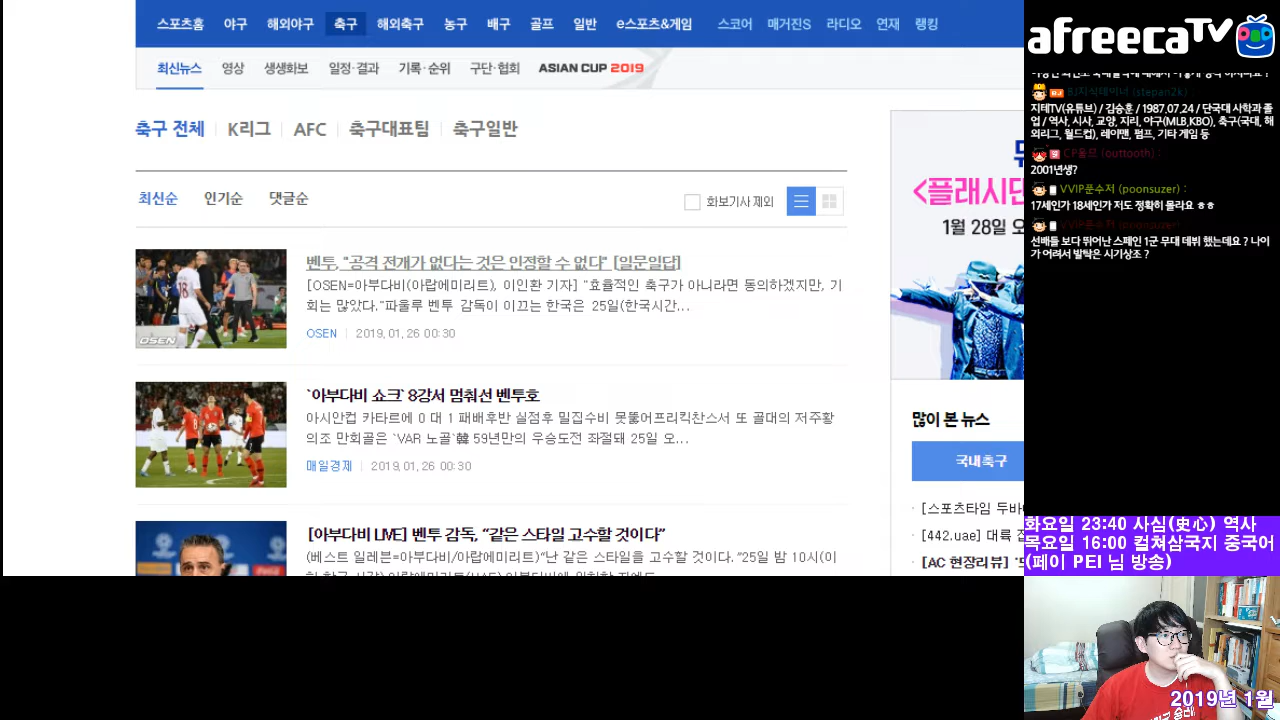 스포츠홈 야구 해외야구 축구 해외축구 농구 배구 골프 일반 e스포츠&게임 스코어 매거진S 라디오 연재 랭킹
최신뉴스 영상 생생화보 일정·결과 기록·순위 구단·협회 ASIAN CUP 2019
축구 전체 K리그 AFC 축구대표팀 축구일반
최신순 인기순 댓글순 화보기사 제외
벤투, "공격 전개가 없다는 것은 인정할 수 없다" [일문일답]
[OSEN=아부다비(아랍에미리트), 이인환 기자] "효율적인 축구가 아니라면 동의하겠지만, 기
회는 많았다."파울루 벤투 감독이 이끄는 한국은 25일(한국시간...
OSEN 2019.01.26 00:30
OSEN
`아부다비 쇼크` 8강서 멈춰선 벤투호
아시안컵 카타르에 0 대 1 패배후반 실점후 밀집수비 못뚫어프리킥찬스서 또 골대의 저주황
의조 만회골은 `VAR 노골`韓 59년만의 우승도전 좌절돼 25일 오...
매일경제 2019.01.26 00:30
[아부다비 LIVE] 벤투 감독, “같은 스타일 고수할 것이다”
(베스트 일레븐=아부다비/아랍에미리트)“난 같은 스타일을 고수할 것이다.”25일 밤 10시(이
<플래시단
1월 28일 오
많이 본 뉴스
국내축구
[스포츠타임 두바
[442.uae] 대륙
[AC 현장리뷰]
afreecaTV
BJ지식테이너 (stepan2k) :
지테TV(유튜브) / 김승훈 / 1987.07.24 / 단국대 사학과 졸
업 / 역사, 시사, 교양, 지리, 야구(MLB,KBO), 축구(국대, 해
외리그, 월드컵), 레이맨, 펌프, 기타 게임 등
(outtooth) :
2001년생?
VVIP푼수저 (poonsuzer) :
17세인가 18세인가 저도 정확히 몰라요 ㅎㅎ
VVIP푼수저 (poonsuzer) :
선배들 보다 뛰어난 스페인 1군 무대 데뷔 했는데요 ? 나이
가 어려서 발탁은 시기상조 ?
화요일 23:40 사심(史心) 역사
목요일 16:00 컬쳐삼국지 중국어
(페이 PEI 님 방송)
2019년 1월